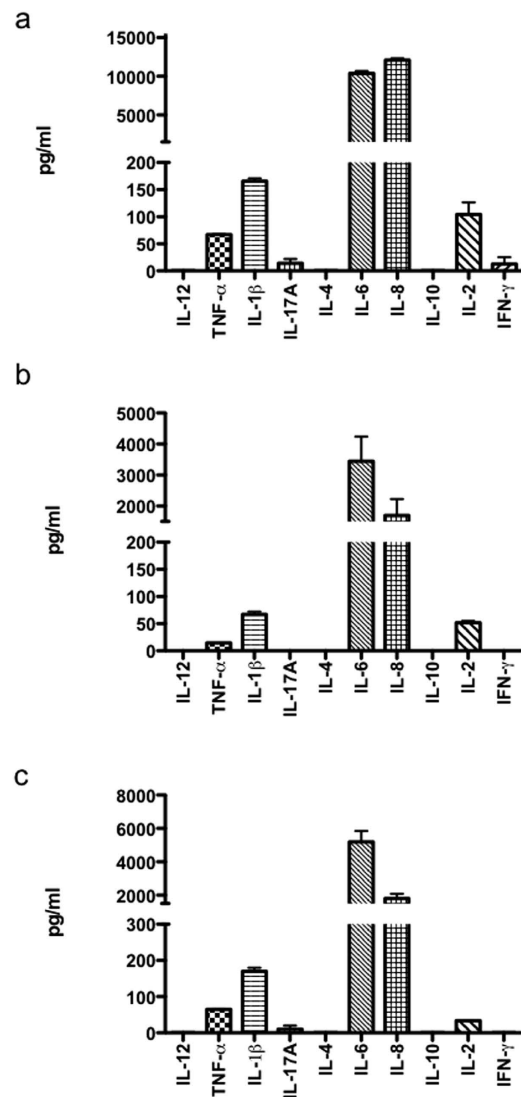 a
15000
10000
5000
200
150
100
50
0
pg/ml
IL-12
TNF-α
IL-1β
IL-17A
IL-4
IL-6
IL-8
IL-10
IL-2
IFN-γ
b
5000
4000
3000
2000
200
150
100
50
0
pg/ml
IL-12
TNF-α
IL-1β
IL-17A
IL-4
IL-6
IL-8
IL-10
IL-2
IFN-γ
c
8000
6000
4000
2000
300
200
100
0
pg/ml
IL-12
TNF-α
IL-1β
IL-17A
IL-4
IL-6
IL-8
IL-10
IL-2
IFN-γ